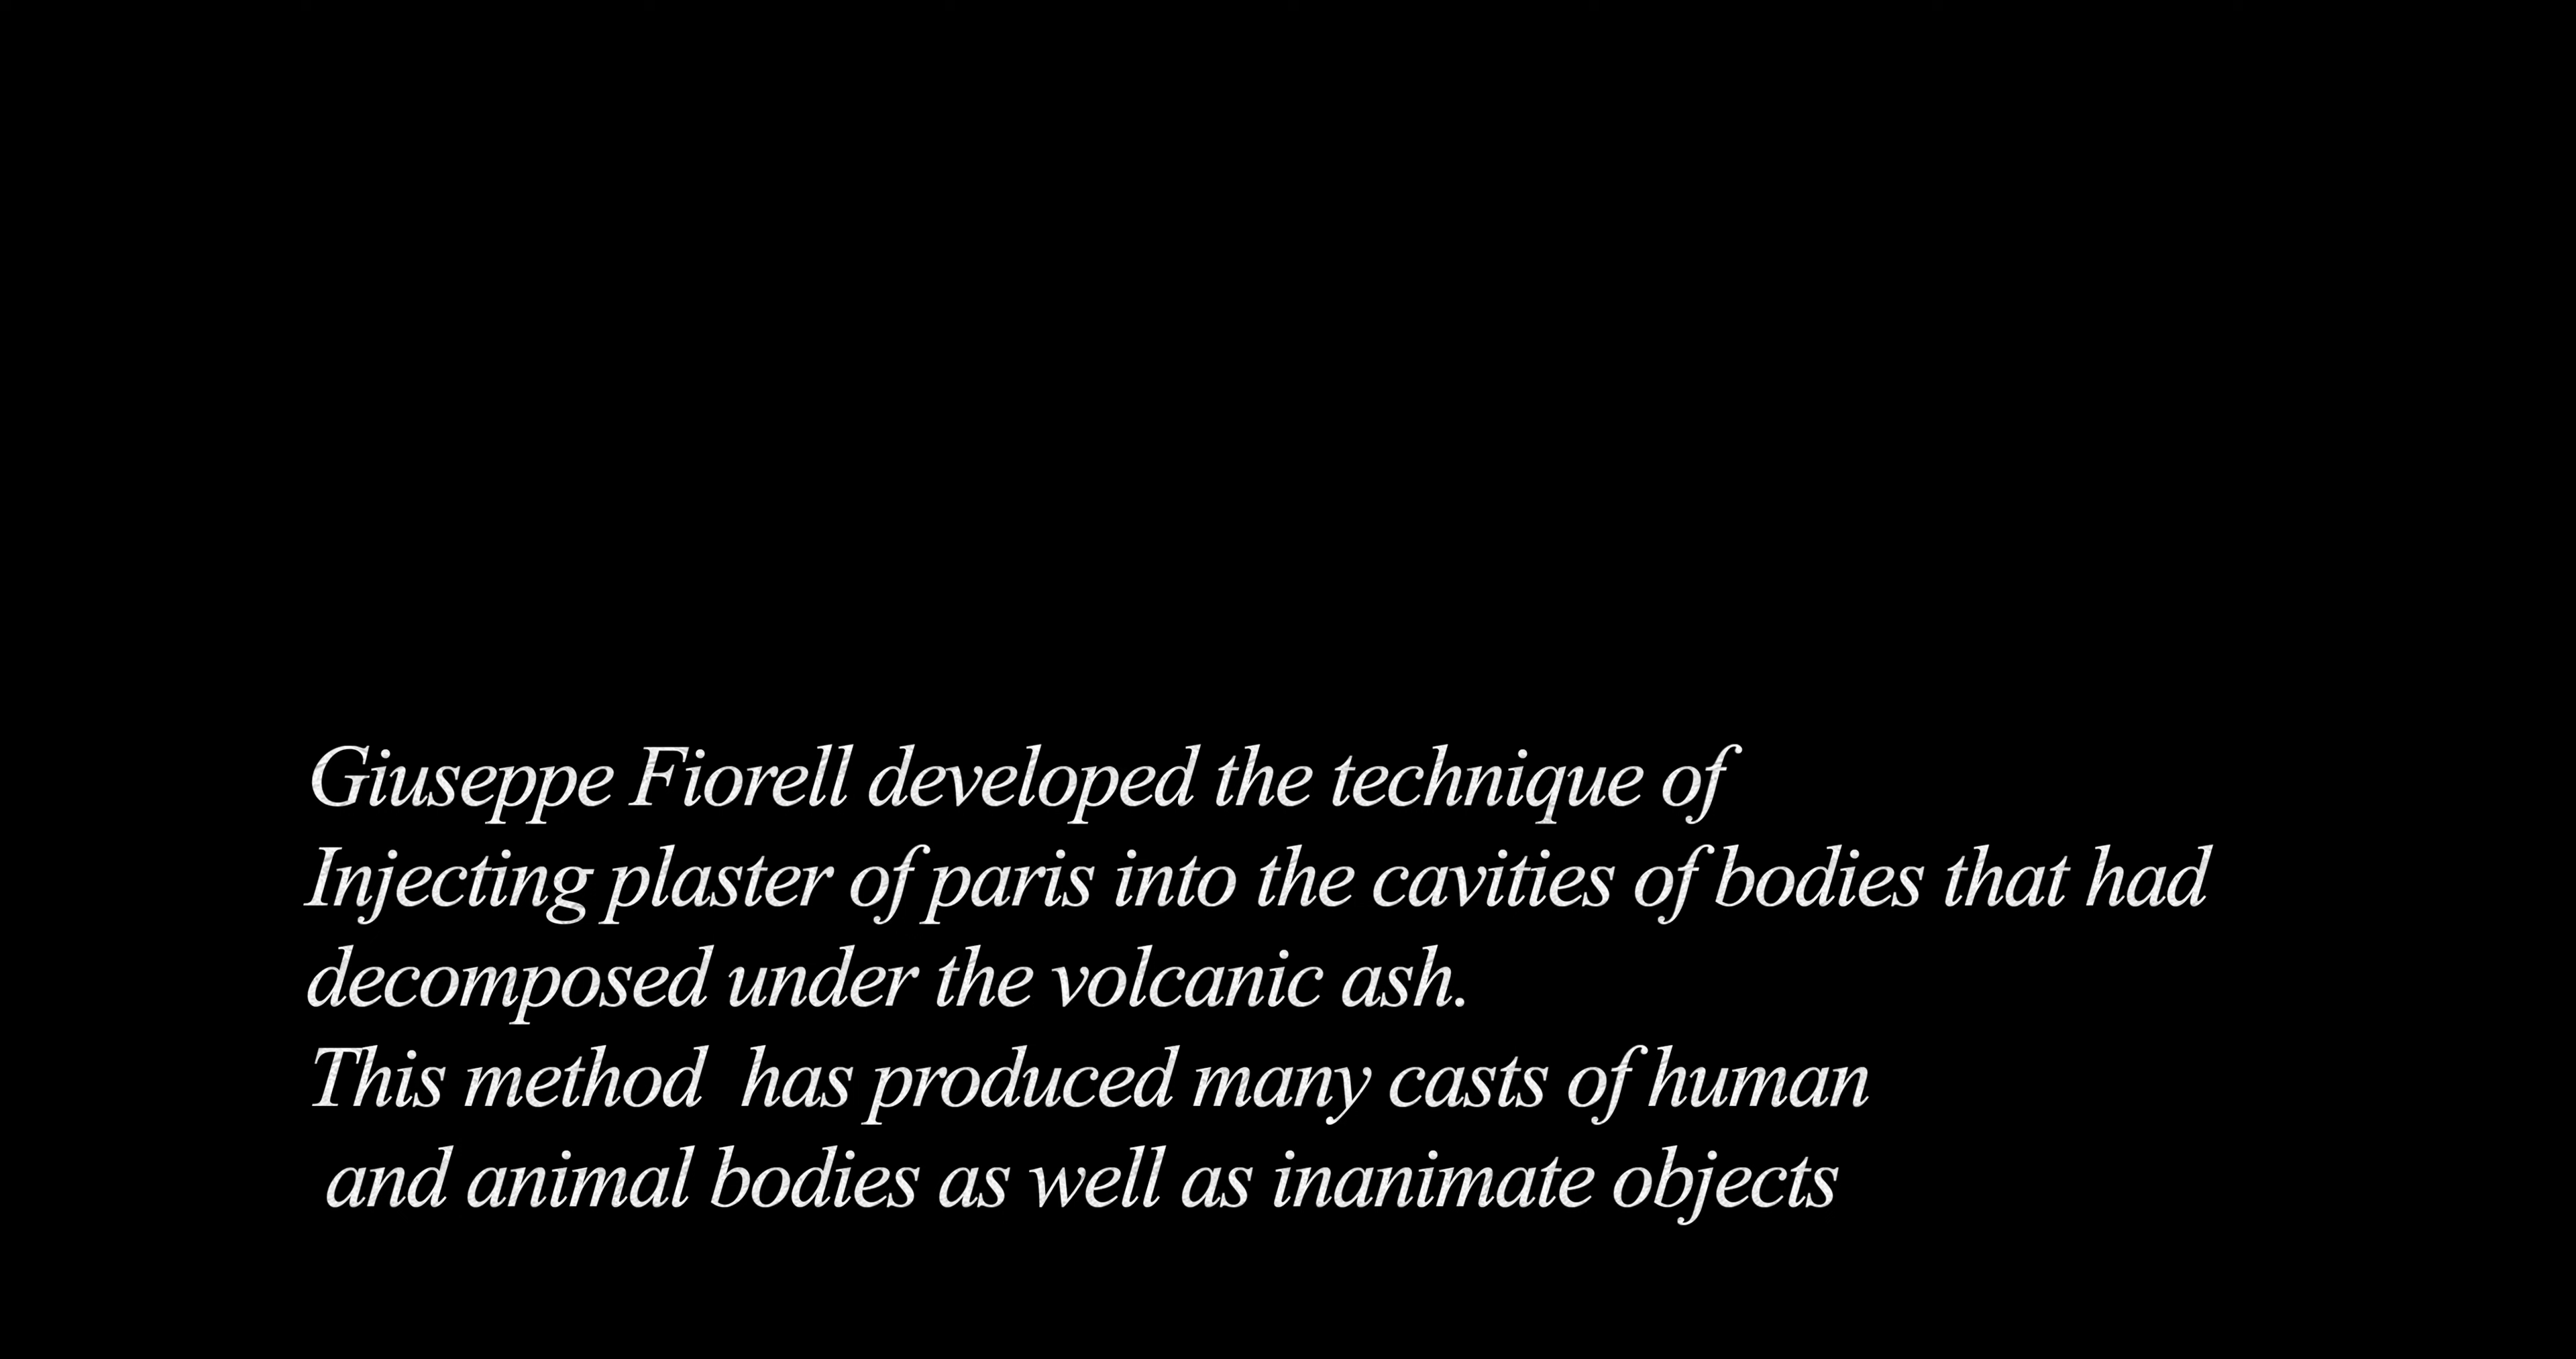 Giuseppe Fiorell developed the technique of
Injecting plaster of paris into the cavities of bodies that had
decomposed under the volcanic ash.
This method  has produced many casts of human
and animal bodies as well as inanimate objects